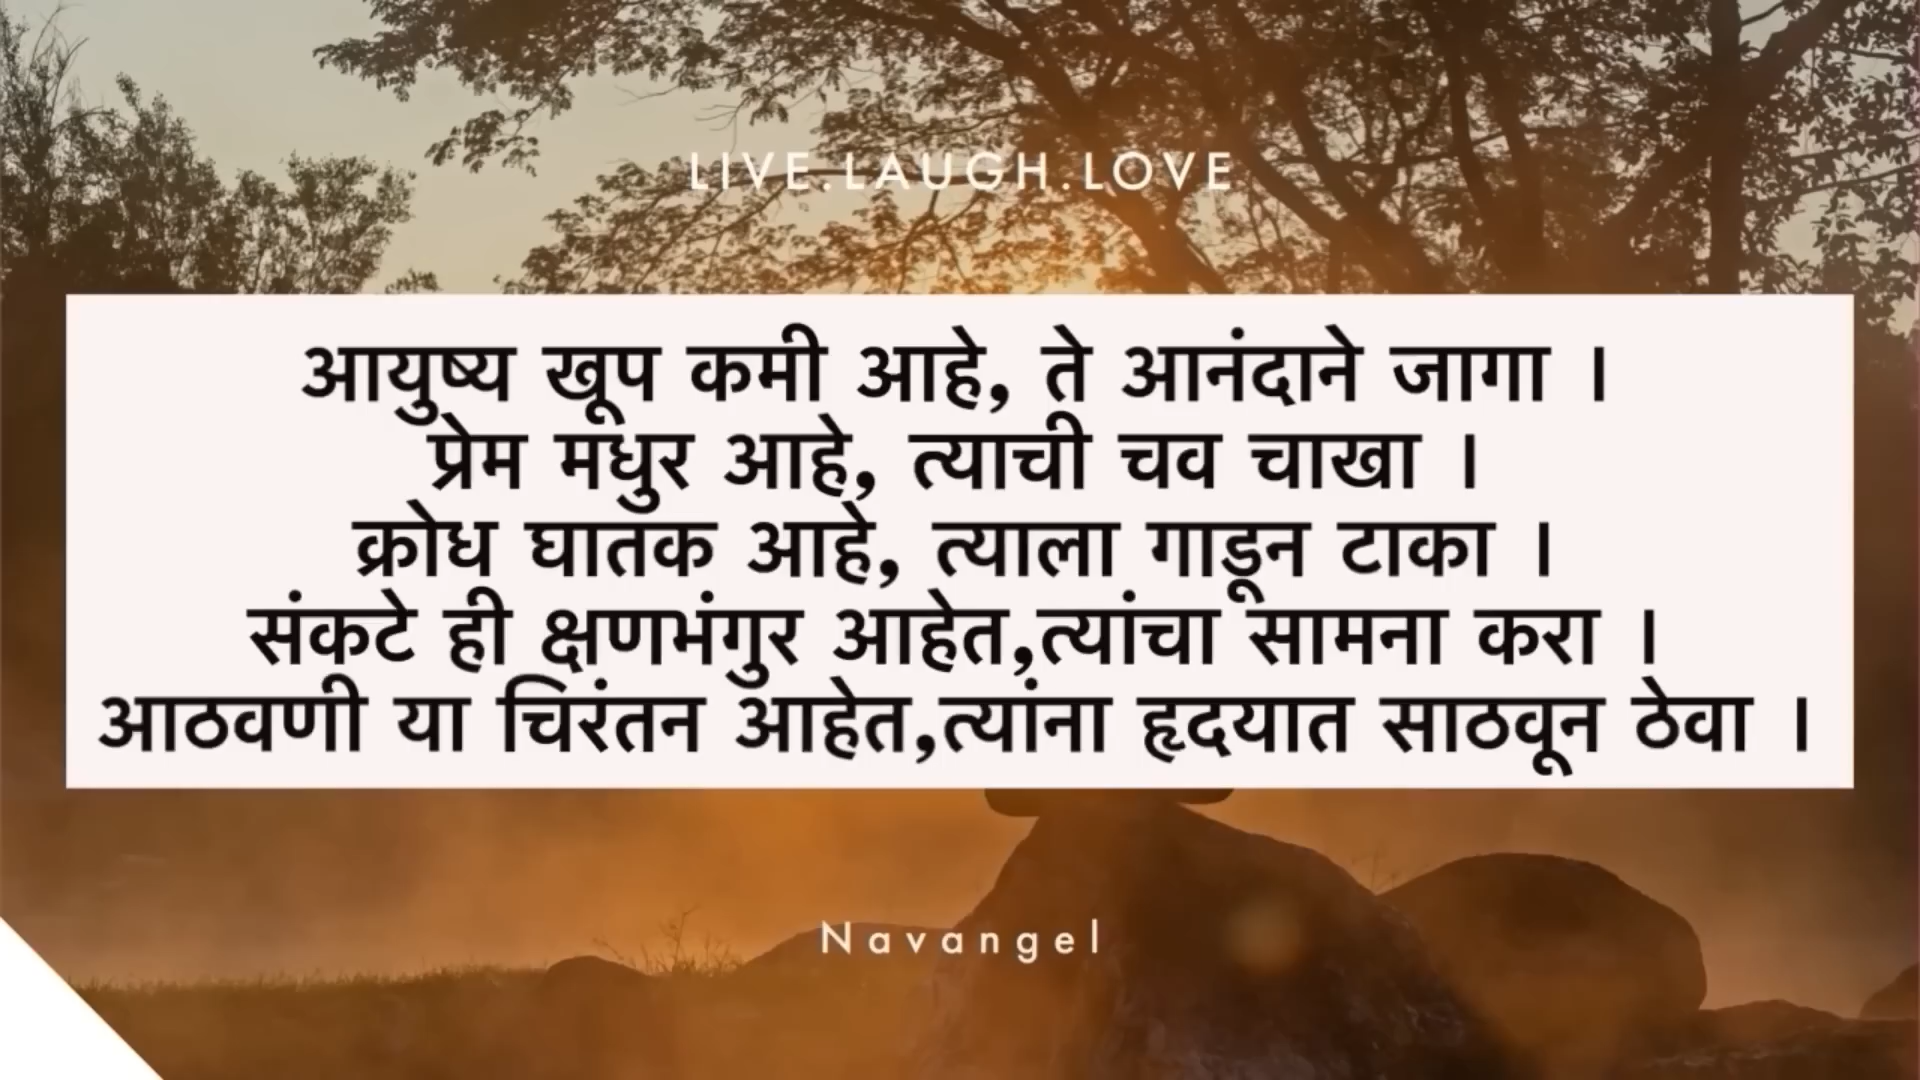 LIVE.LAUGH.LOVE
आयुष्य खूप कमी आहे, ते आनंदाने जागा ।
प्रेम मधुर आहे, त्याची चव चाखा ।
क्रोध घातक आहे, त्याला गाडून टाका ।
संकटे ही क्षणभंगुर आहेत,त्यांचा सामना करा ।
आठवणी या चिरंतन आहेत,त्यांना हृदयात साठवून ठेवा ।
Navangel